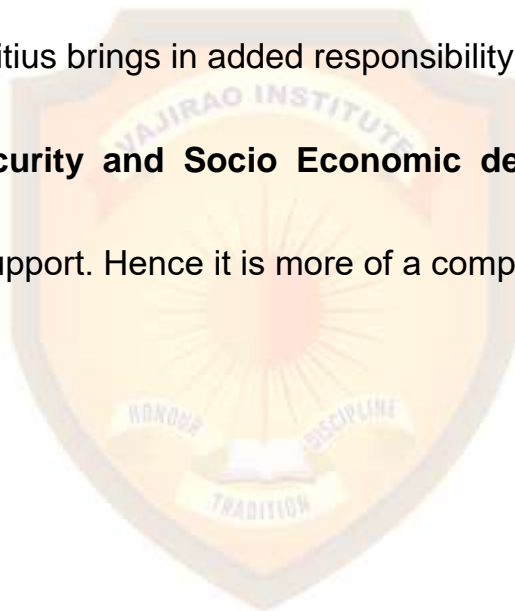 itius brings in added responsibility
VAJIRAO INSTITUTE
curity and Socio Economic de
upport. Hence it is more of a comp
HONOUR
DISCIPLINE
TRADITION